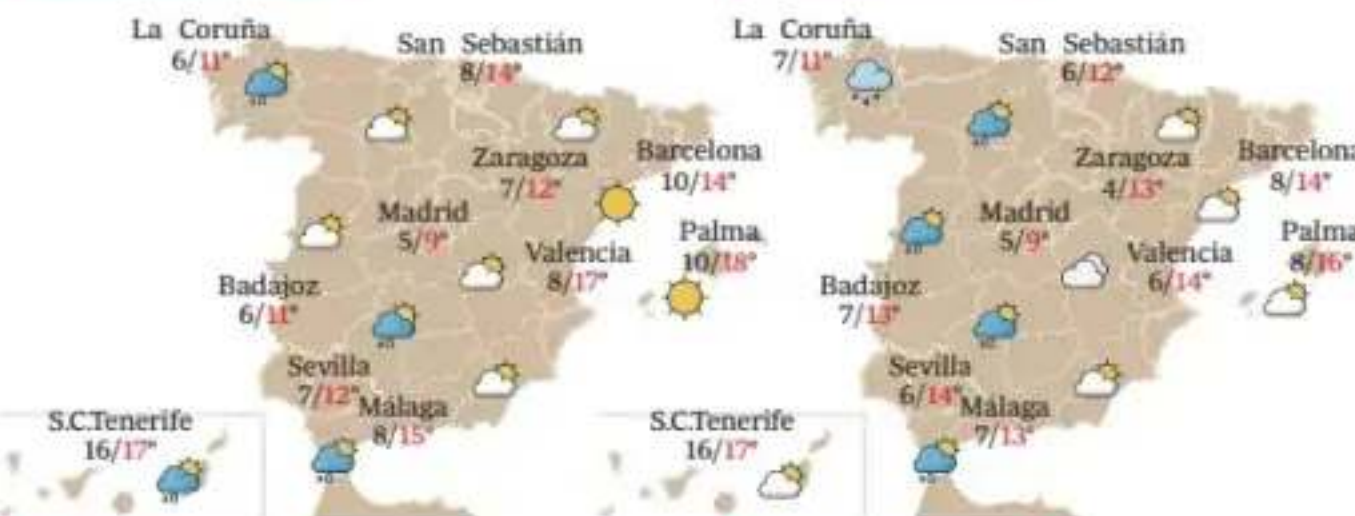 La Coruña
6/11°
San Sebastián
8/14°
Zaragoza
7/12°
Barcelona
10/14°
Madrid
5/9°
Valencia
8/17°
Palma
10/18°
Badajoz
6/11°
Sevilla
7/12°
Málaga
8/15°
S.C.Tenerife
16/17°
La Coruña
7/11°
San Sebastián
6/12°
Zaragoza
4/13°
Barcelona
8/14°
Madrid
5/9°
Valencia
6/14°
Palma
8/16°
Badajoz
7/13°
Sevilla
6/14°
Málaga
7/13°
S.C.Tenerife
16/17°